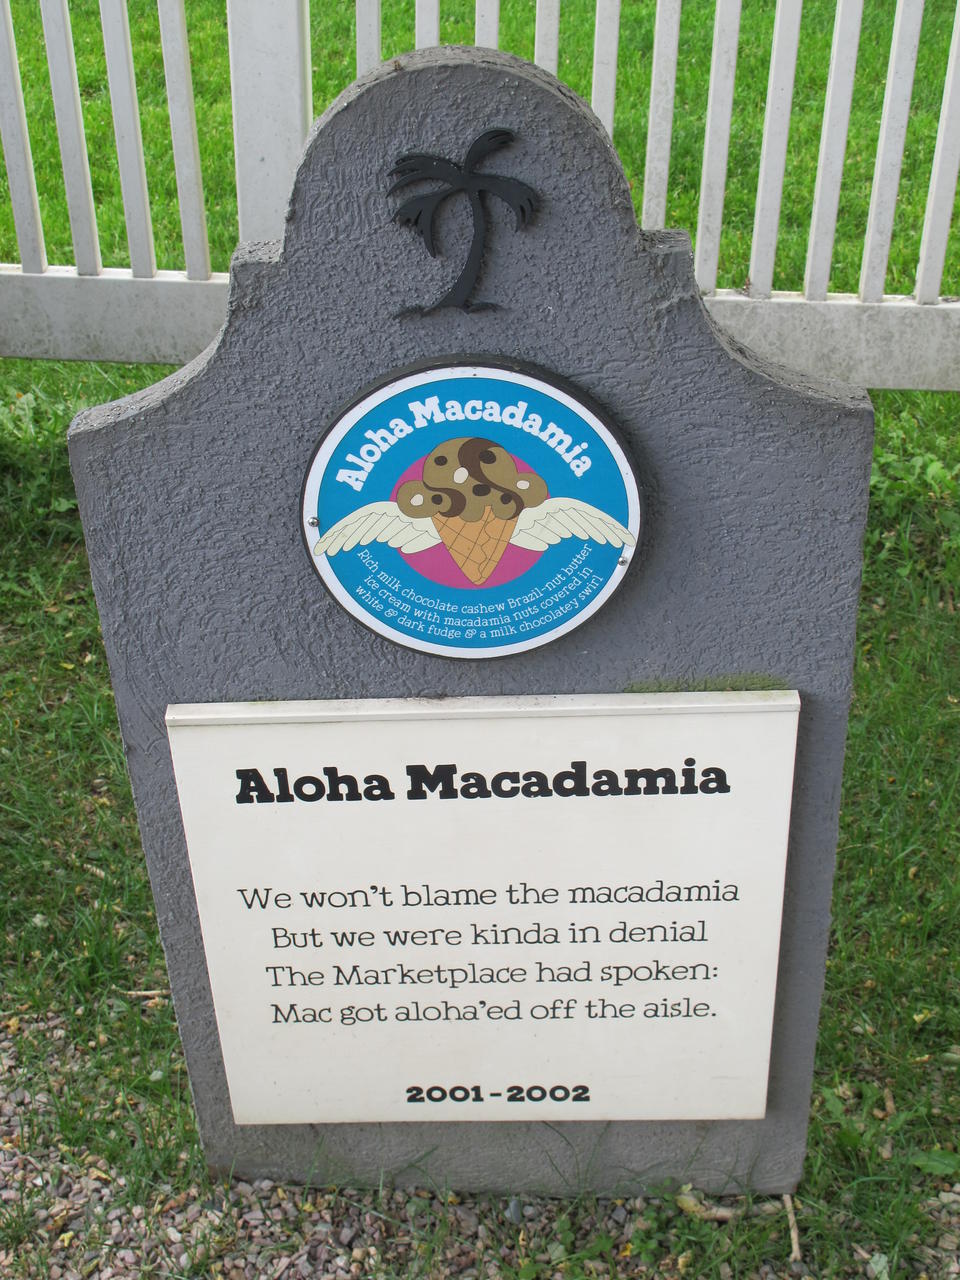 Aloha Macadamia
Rich milk chocolate cashew Brazil-nut butter
ice cream with macadamia nuts covered in
white & dark fudge & a milk chocolatey swirl
Aloha Macadamia
We won't blame the macadamia
But we were kinda in denial
The Marketplace had spoken:
Mac got aloha'ed off the aisle.
2001-2002